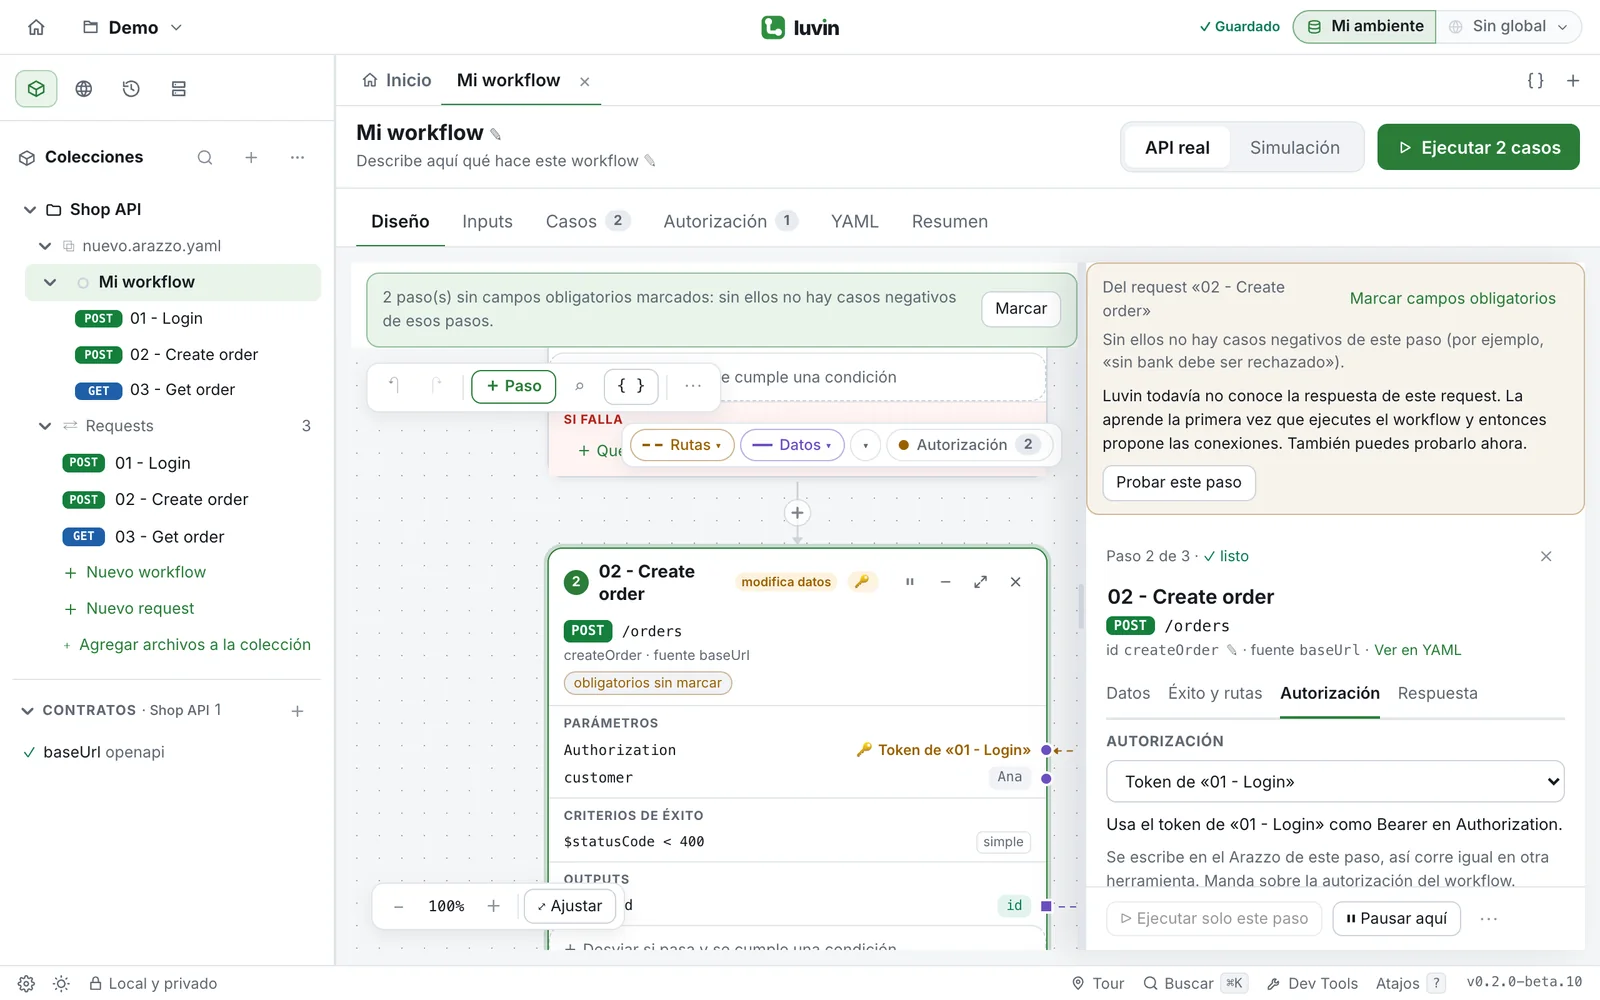 Demo
luvin
Guardado
Mi ambiente
Sin global
Inicio
Mi workflow
Colecciones
Shop API
nuevo.arazzo.yaml
Mi workflow
POST 01 - Login
POST 02 - Create order
GET 03 - Get order
Requests 3
POST 01 - Login
POST 02 - Create order
GET 03 - Get order
+ Nuevo workflow
+ Nuevo request
+ Agregar archivos a la colección
CONTRATOS · Shop API 1
baseUrl openapi
Mi workflow
Describe aquí qué hace este workflow
API real
Simulación
Ejecutar 2 casos
Diseño
Inputs
Casos 2
Autorización 1
YAML
Resumen
2 paso(s) sin campos obligatorios marcados: sin ellos no hay casos negativos
de esos pasos.
Marcar
+ Paso
{ }
e cumple una condición
SI FALLA
+ Que
Rutas
Datos
Autorización 2
2
02 - Create
order
modifica datos
POST /orders
createOrder · fuente baseUrl
obligatorios sin marcar
PARÁMETROS
Authorization
Token de «01 - Login»
customer
Ana
CRITERIOS DE ÉXITO
$statusCode < 400
simple
OUTPUTS
d
id
+ Desviar si pasa y se cumple una condición
− 100% +
Ajustar
Del request «02 - Create
order»
Marcar campos obligatorios
Sin ellos no hay casos negativos de este paso (por ejemplo,
«sin bank debe ser rechazado»).
Luvin todavía no conoce la respuesta de este request. La
aprende la primera vez que ejecutes el workflow y entonces
propone las conexiones. También puedes probarlo ahora.
Probar este paso
Paso 2 de 3 · ✓ listo
02 - Create order
POST /orders
id createOrder · fuente baseUrl · Ver en YAML
Datos
Éxito y rutas
Autorización
Respuesta
AUTORIZACIÓN
Token de «01 - Login»
Usa el token de «01 - Login» como Bearer en Authorization.
Se escribe en el Arazzo de este paso, así corre igual en otra
herramienta. Manda sobre la autorización del workflow.
Ejecutar solo este paso
Pausar aquí
Local y privado
Tour
Buscar ⌘K
Dev Tools
Atajos ?
v0.2.0-beta.10